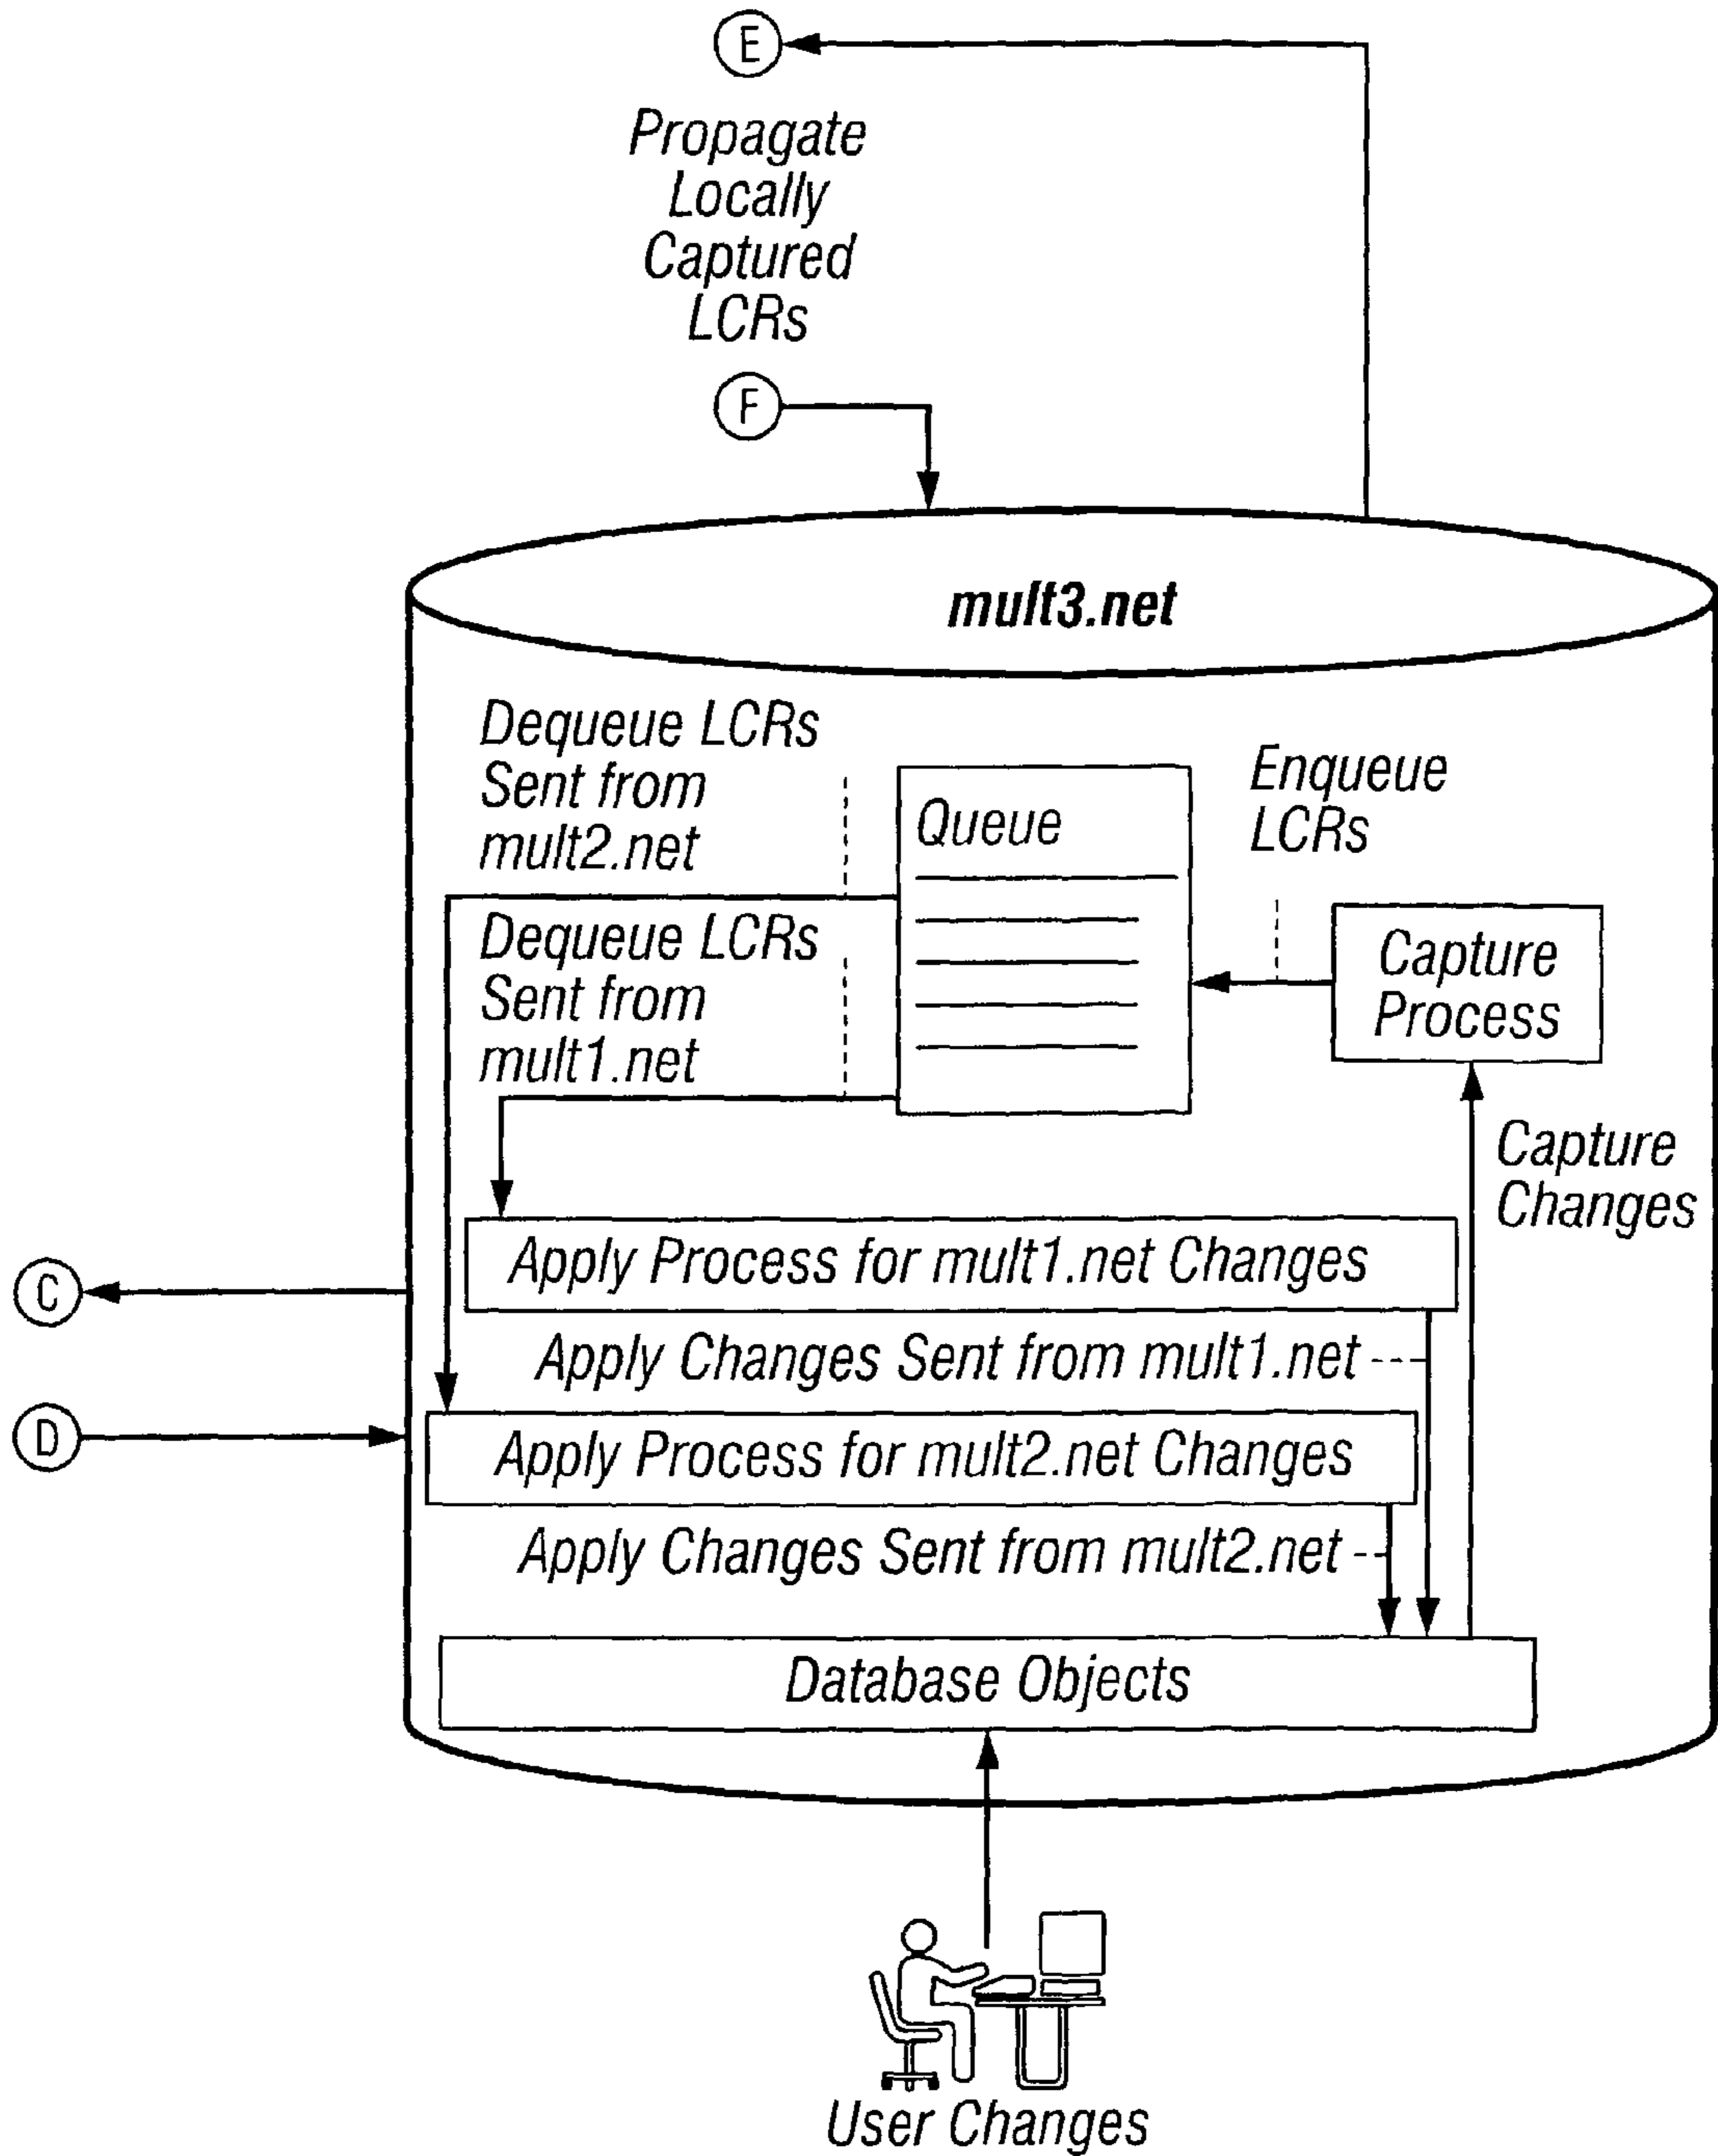 E
Propagate
Locally
Captured
LCRs
F
mult3.net
Dequeue LCRs
Sent from
mult2.net
Queue
Enqueue
LCRs
Dequeue LCRs
Sent from
mult1.net
Capture
Process
Capture
Changes
Apply Process for mult1.net Changes
C
Apply Changes Sent from mult1.net
D
Apply Process for mult2.net Changes
Apply Changes Sent from mult2.net
Database Objects
User Changes